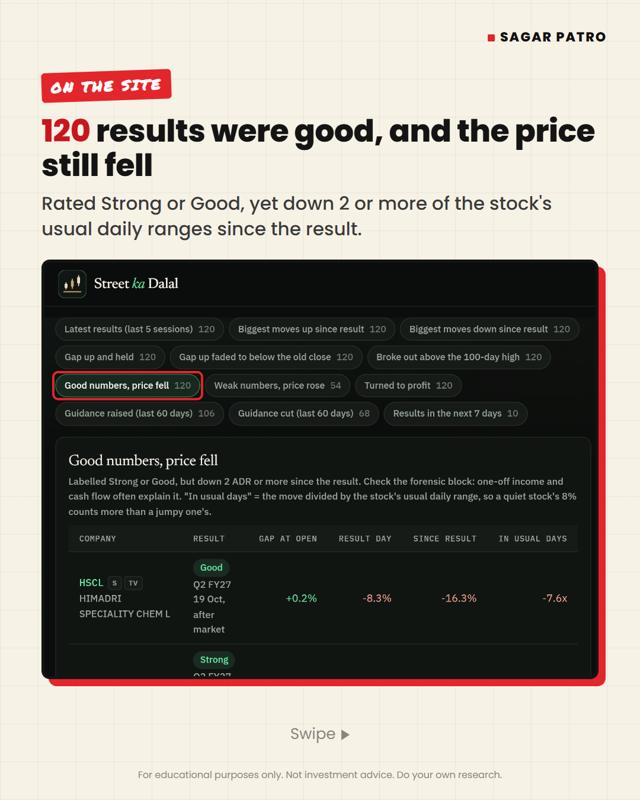 SAGAR PATRO
ON THE SITE
120 results were good, and the price
still fell
Rated Strong or Good, yet down 2 or more of the stock's
usual daily ranges since the result.
Street ka Dalal
Latest results (last 5 sessions) 120 Biggest moves up since result 120 Biggest moves down since result 120
Gap up and held 120 Gap up faded to below the old close 120 Broke out above the 100-day high 120
Good numbers, price fell 120 Weak numbers, price rose 54 Turned to profit 120
Guidance raised (last 60 days) 106 Guidance cut (last 60 days) 68 Results in the next 7 days 10
Good numbers, price fell
Labelled Strong or Good, but down 2 ADR or more since the result. Check the forensic block: one-off income and
cash flow often explain it. "In usual days" = the move divided by the stock's usual daily range, so a quiet stock's 8%
counts more than a jumpy one's.
COMPANY RESULT GAP AT OPEN RESULT DAY SINCE RESULT IN USUAL DAYS
HSCL S TV
HIMADRI
SPECIALITY CHEM L
Good
Q2 FY27
19 Oct,
after
market
+0.2% -8.3% -16.3% -7.6x
Strong
Q2 FY27
Swipe
For educational purposes only. Not investment advice. Do your own research.